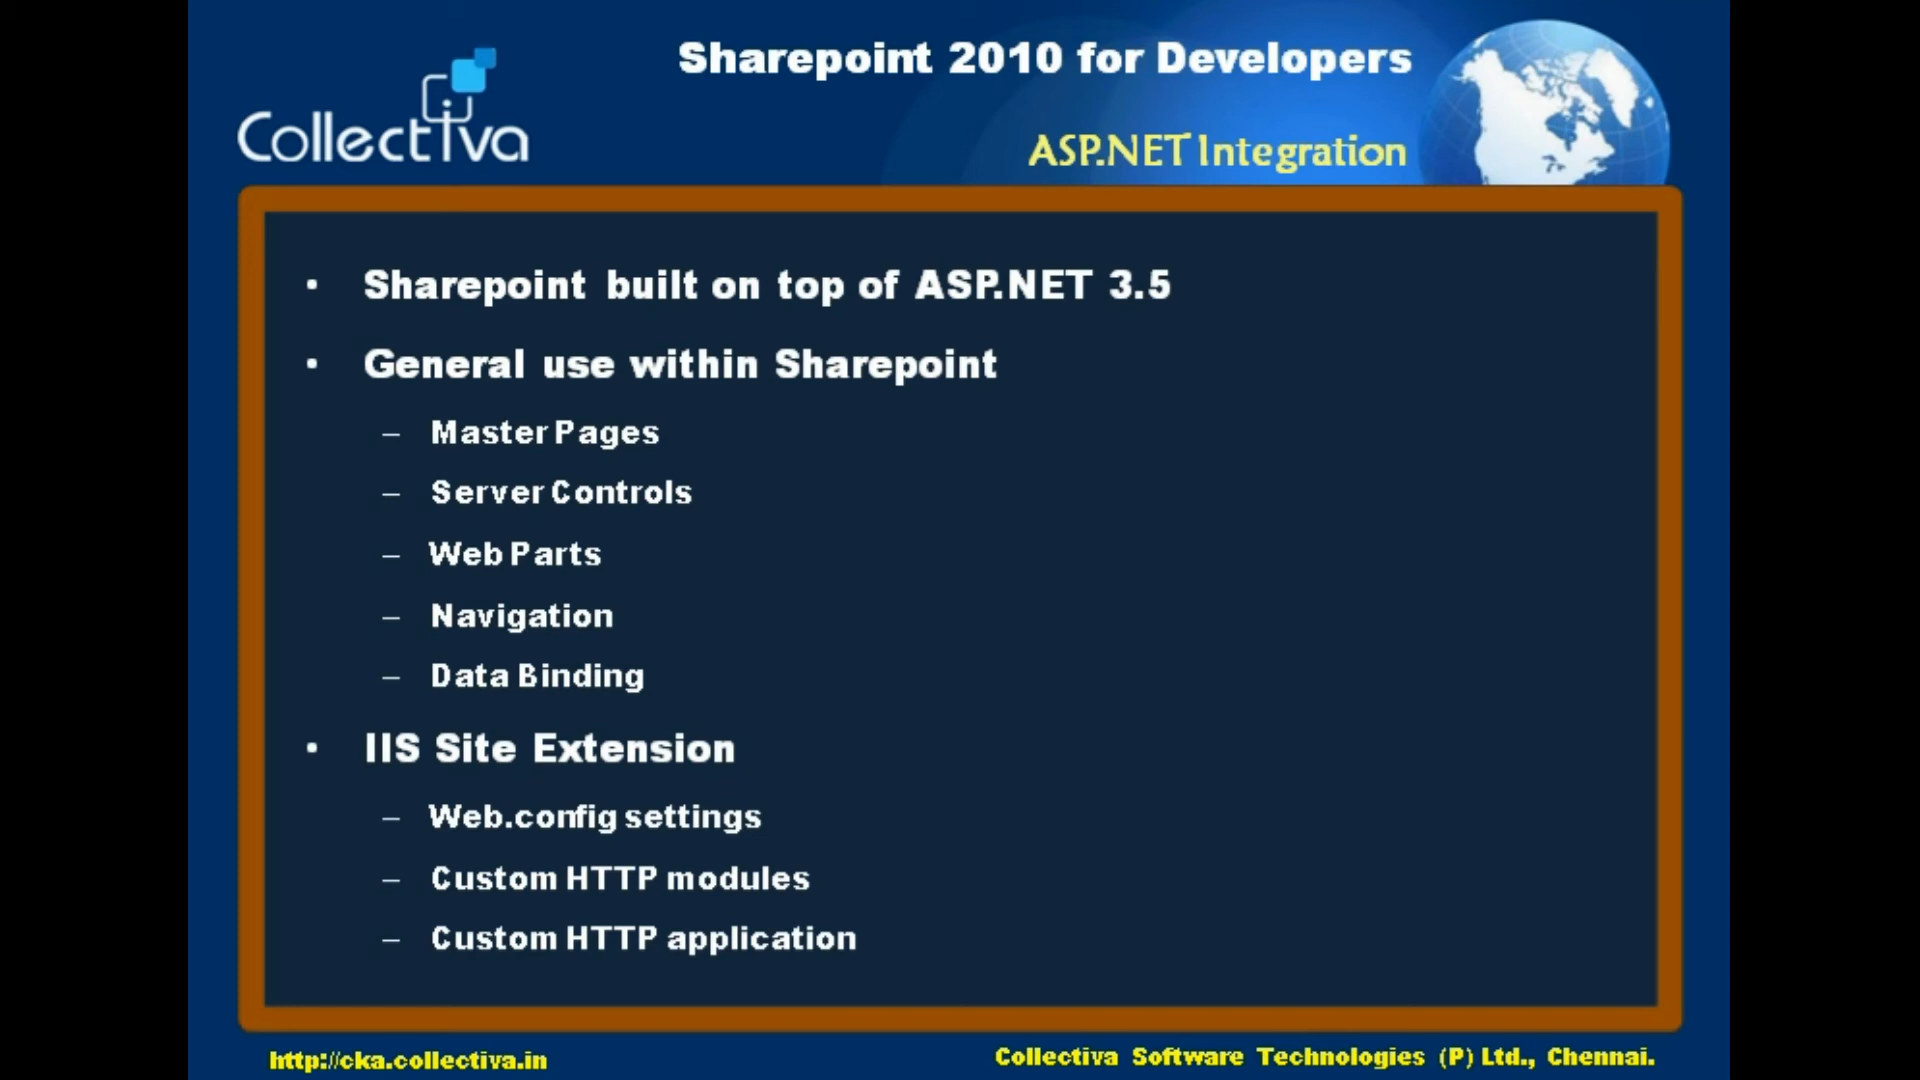 Sharepoint 2010 for Developers
Collectiva
ASP.NET Integration
• Sharepoint built on top of ASP.NET 3.5
• General use within Sharepoint
– Master Pages
– Server Controls
– Web Parts
– Navigation
– Data Binding
• IIS Site Extension
– Web.config settings
– Custom HTTP modules
– Custom HTTP application
http://cka.collectiva.in
Collectiva Software Technologies (P) Ltd., Chennai.